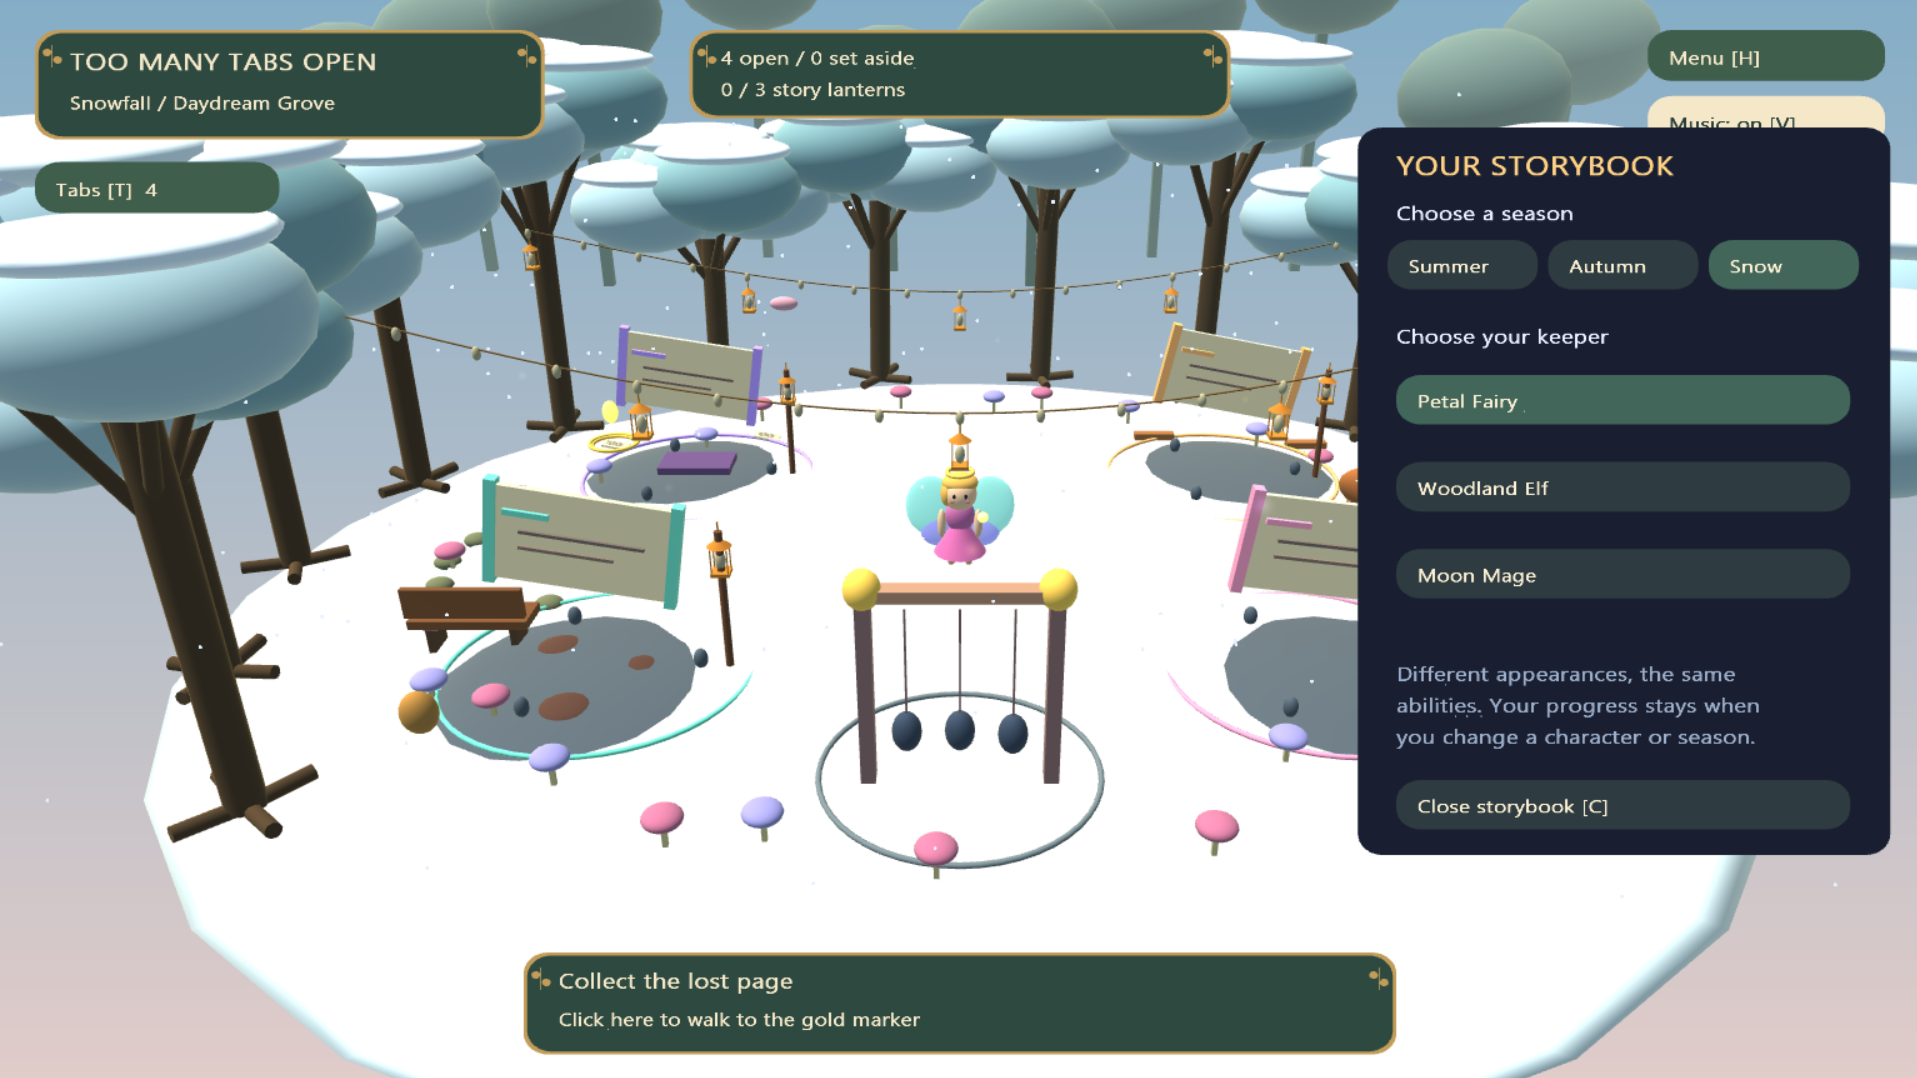 TOO MANY TABS OPEN
Snowfall / Daydream Grove
4 open / 0 set aside
0 / 3 story lanterns
Menu [H]
Music: on [V]
Tabs [T] 4
YOUR STORYBOOK
Choose a season
Summer
Autumn
Snow
Choose your keeper
Petal Fairy
Woodland Elf
Moon Mage
Different appearances, the same
abilities. Your progress stays when
you change a character or season.
Close storybook [C]
Collect the lost page
Click here to walk to the gold marker